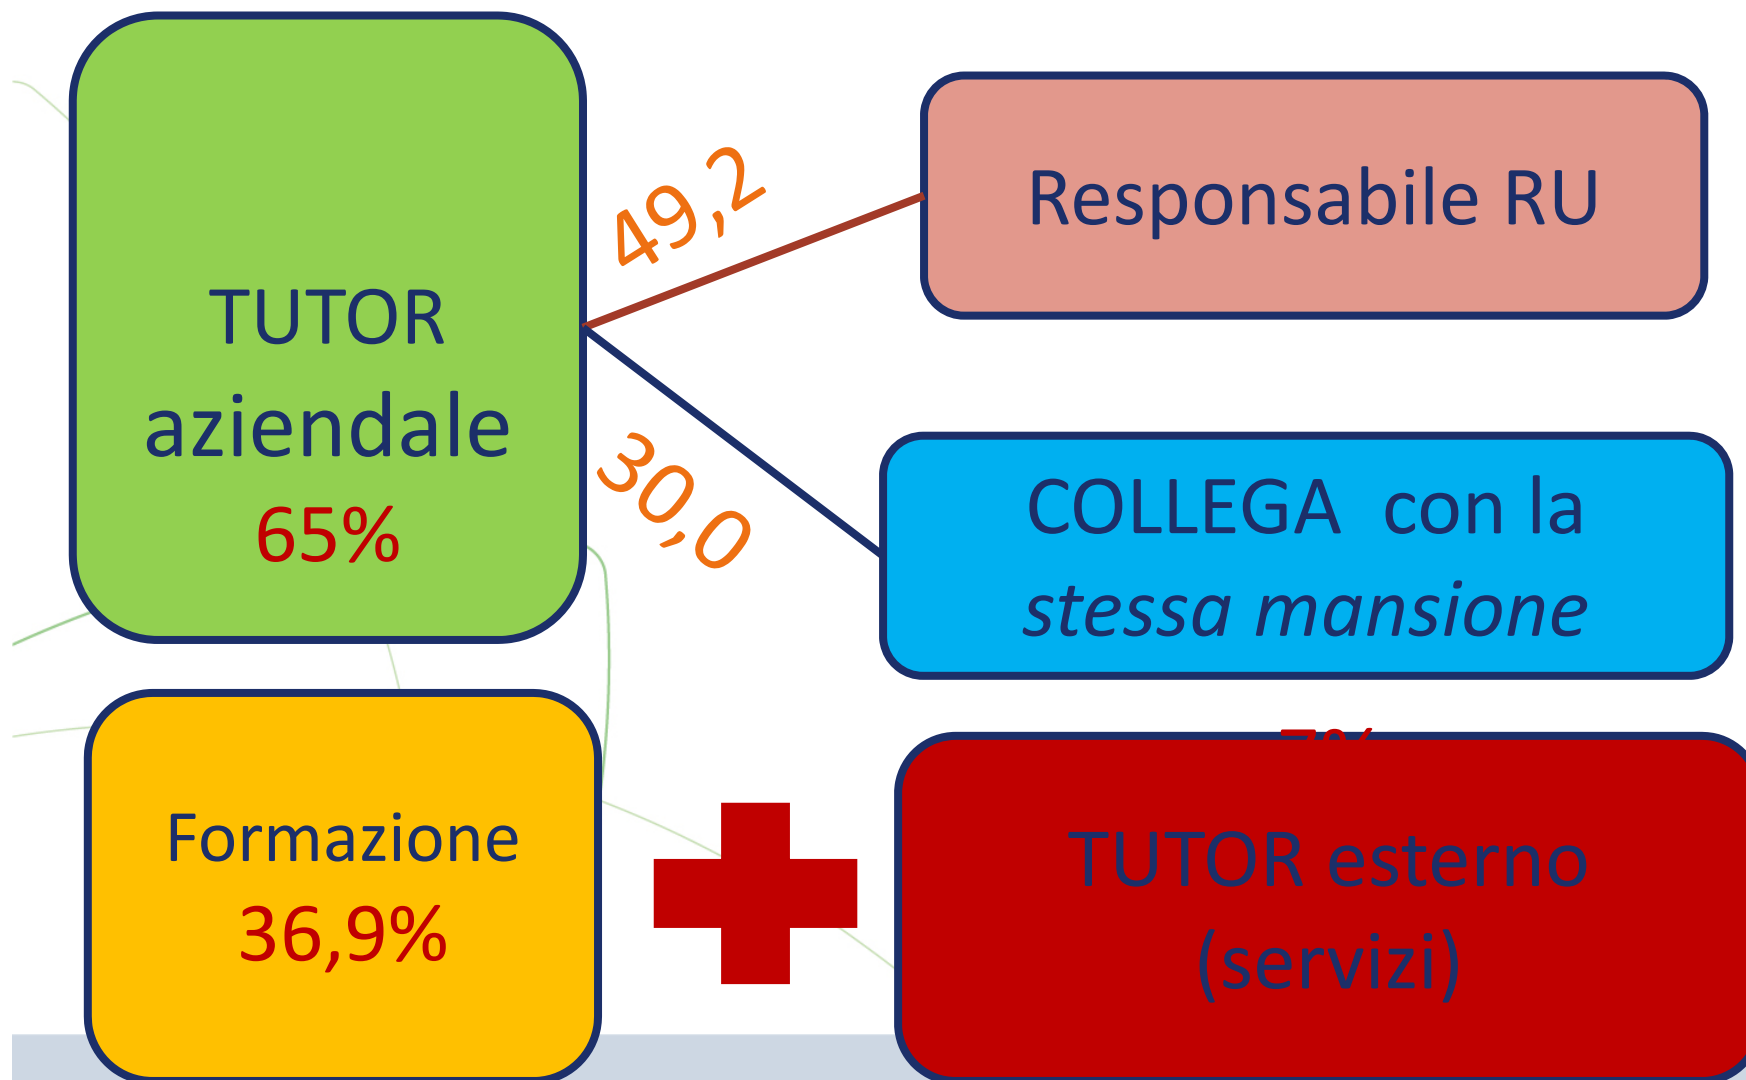 TUTOR
aziendale
65%
49,2
30,0
Responsabile RU
COLLEGA con la
stessa mansione
Formazione
36,9%
TUTOR esterno
(servizi)